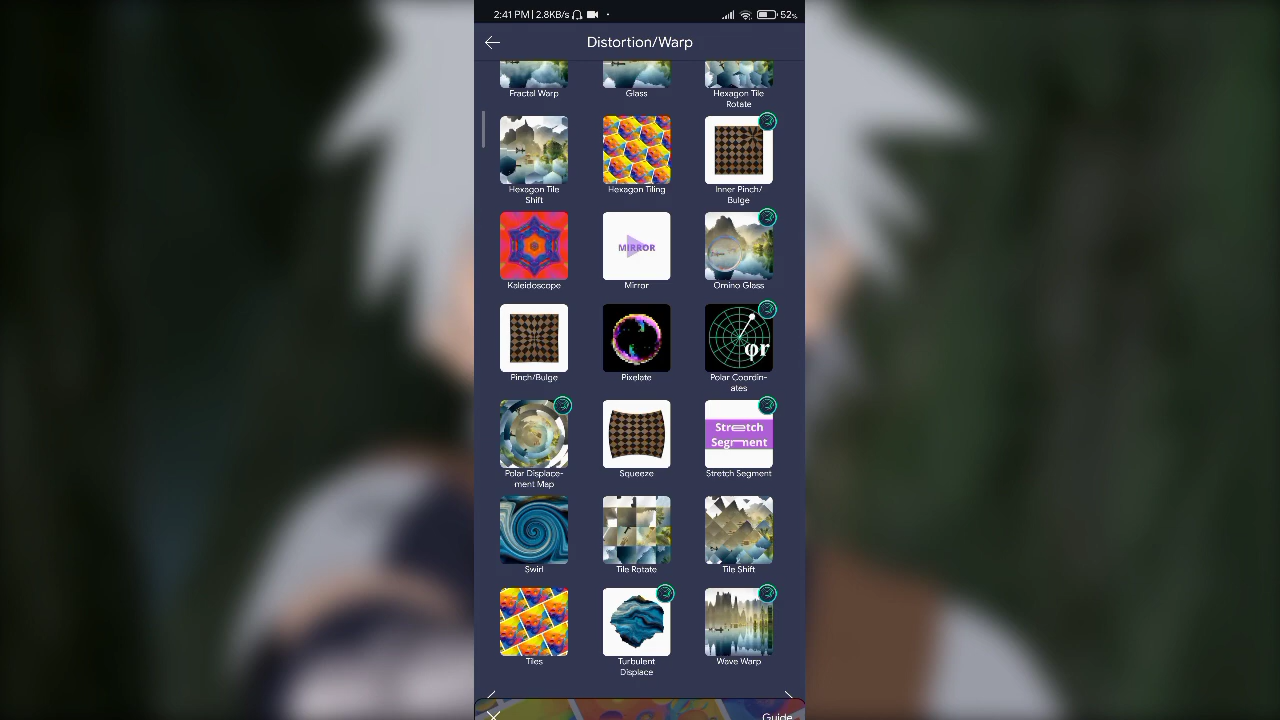 2:41 PM | 2.8KB/s
52%
Distortion/Warp
Fractal Warp
Glass
Hexagon Tile
Rotate
Hexagon Tile
Shift
Hexagon Tiling
Inner Pinch/
Bulge
MIRROR
Kaleidoscope
Mirror
Omino Glass
φr
Pinch/Bulge
Pixelate
Polar Coordin-
ates
Stretch
Segment
Polar Displace-
ment Map
Squeeze
Stretch Segment
Swirl
Tile Rotate
Tile Shift
Tiles
Turbulent
Displace
Wave Warp
Guide